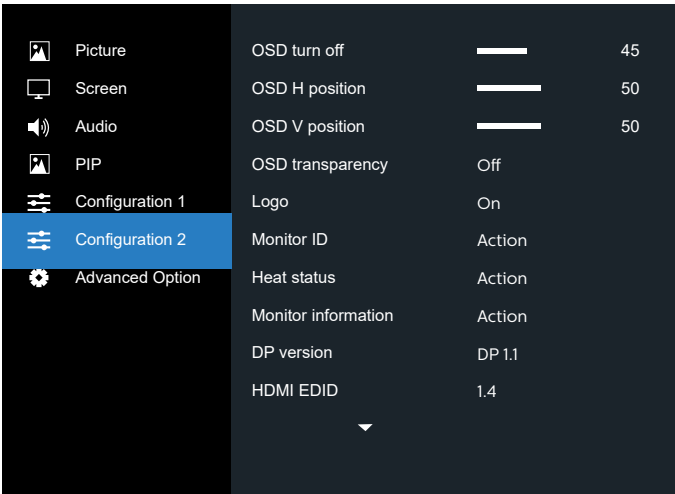 Picture
Screen
Audio
PIP
Configuration 1
Configuration 2
Advanced Option
OSD turn off 45
OSD H position 50
OSD V position 50
OSD transparency Off
Logo On
Monitor ID Action
Heat status Action
Monitor information Action
DP version DP 1.1
HDMI EDID 1.4